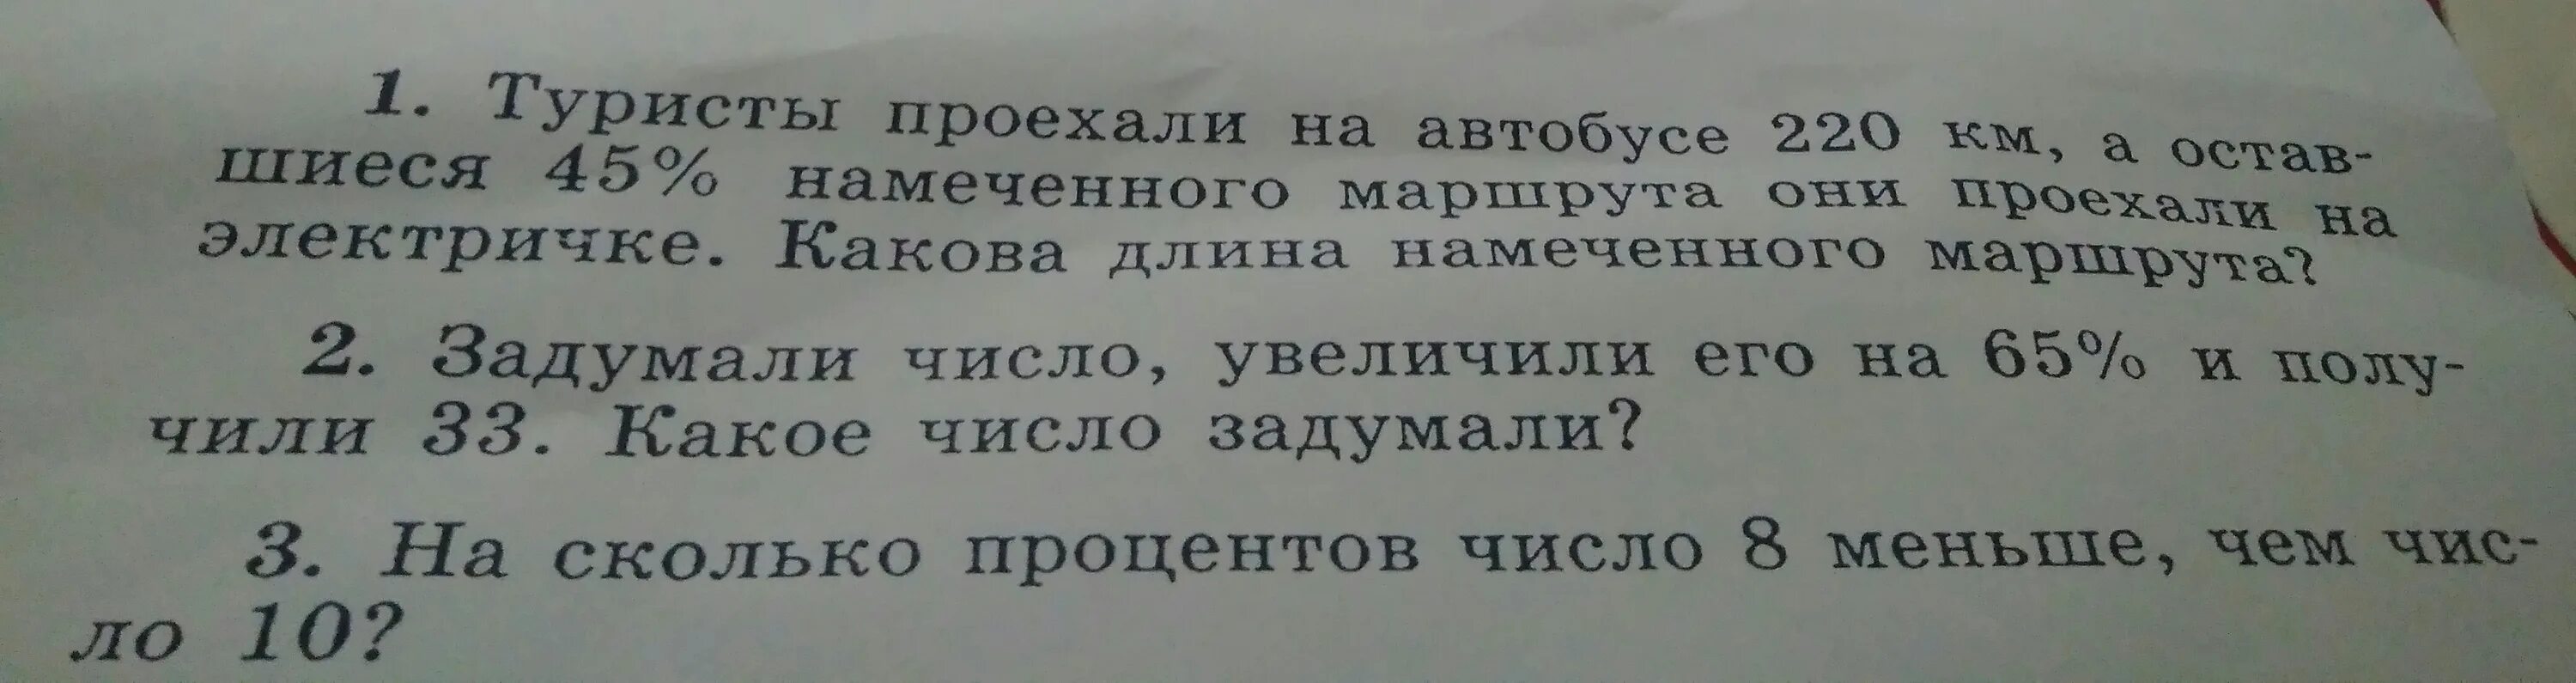 1. Туристы проехали на автобусе 220 км, а остав-
шиеся 45% намеченного маршрута они проехали на
электричке. Какова длина намеченного маршрута?
2. Задумали число, увеличили его на 65% и полу-
чили 33. Какое число задумали?
3. На сколько процентов число 8 меньше, чем чис-
ло 10?